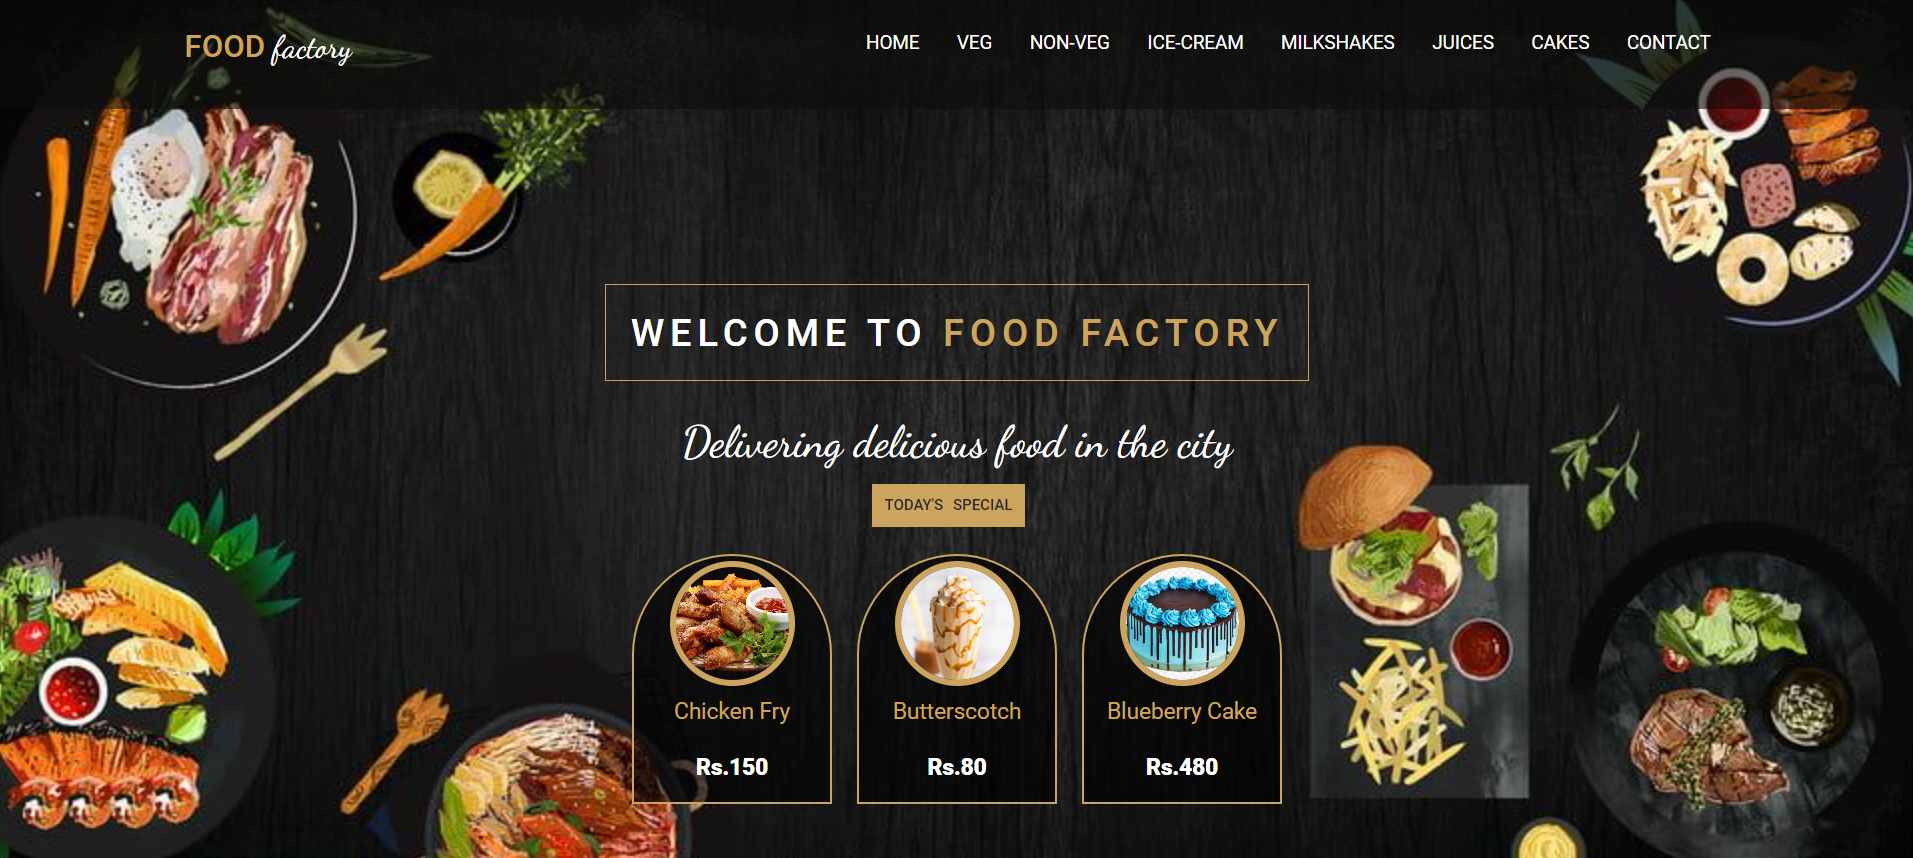 FOOD factory
HOME VEG NON-VEG ICE-CREAM MILKSHAKES JUICES CAKES CONTACT
WELCOME TO FOOD FACTORY
Delivering delicious food in the city
TODAY'S SPECIAL
Chicken Fry
Rs.150
Butterscotch
Rs.80
Blueberry Cake
Rs.480